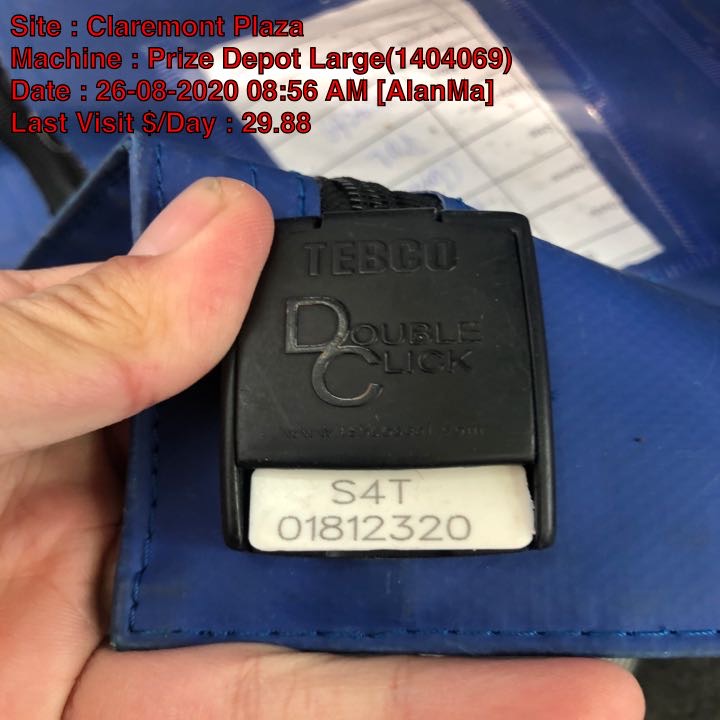 Site : Claremont Plaza
Machine : Prize Depot Large(1404069)
Date : 26-08-2020 08:56 AM [AlanMa]
Last Visit $/Day : 29.88
TEBCO
DOUBLE
CLICK
S4T
01812320